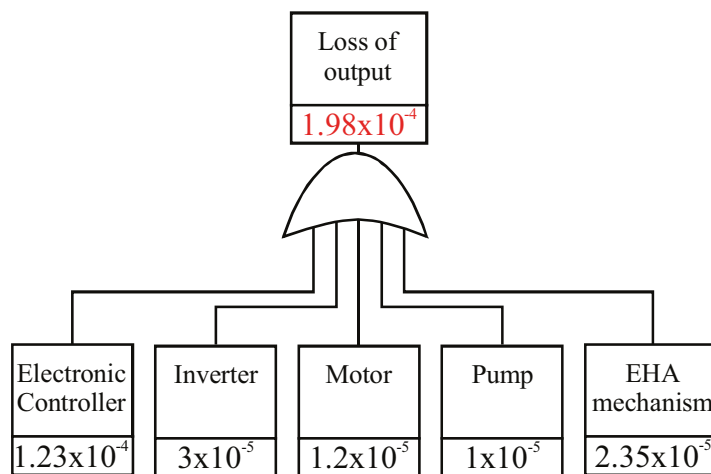 Loss of
output
1.98x10⁻⁴
Electronic
Controller
1.23x10⁻⁴
Inverter
3x10⁻⁵
Motor
1.2x10⁻⁵
Pump
1x10⁻⁵
EHA
mechanism
2.35x10⁻⁵